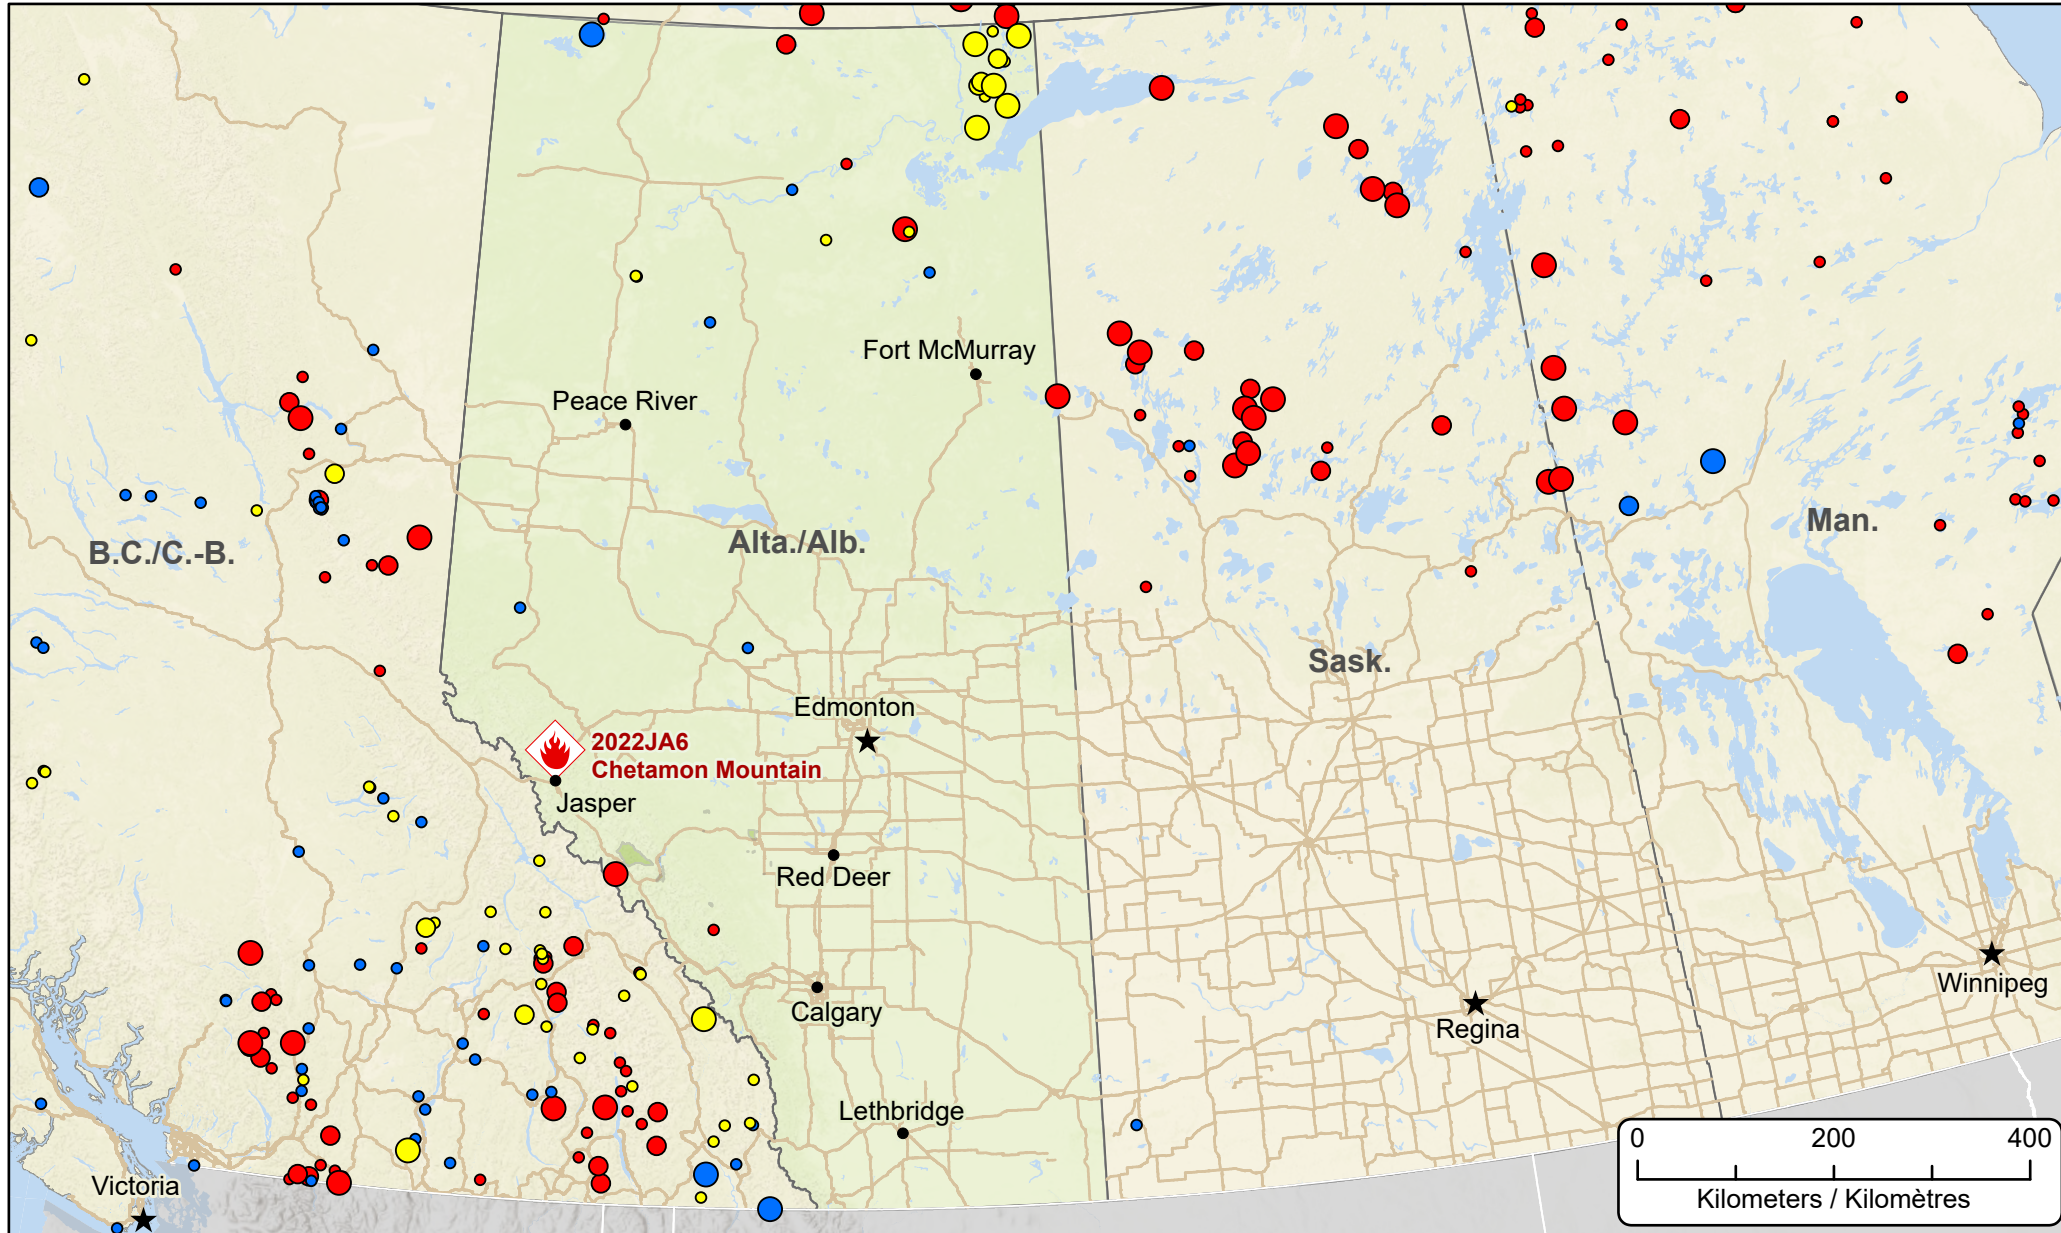 Fort McMurray
Peace River
B.C./C.-B.
Alta./Alb.
Man.
Sask.
Edmonton
2022JA6
Chetamon Mountain
Jasper
Red Deer
Calgary
Winnipeg
Regina
Lethbridge
Victoria
0 200 400
Kilometers / Kilomètres